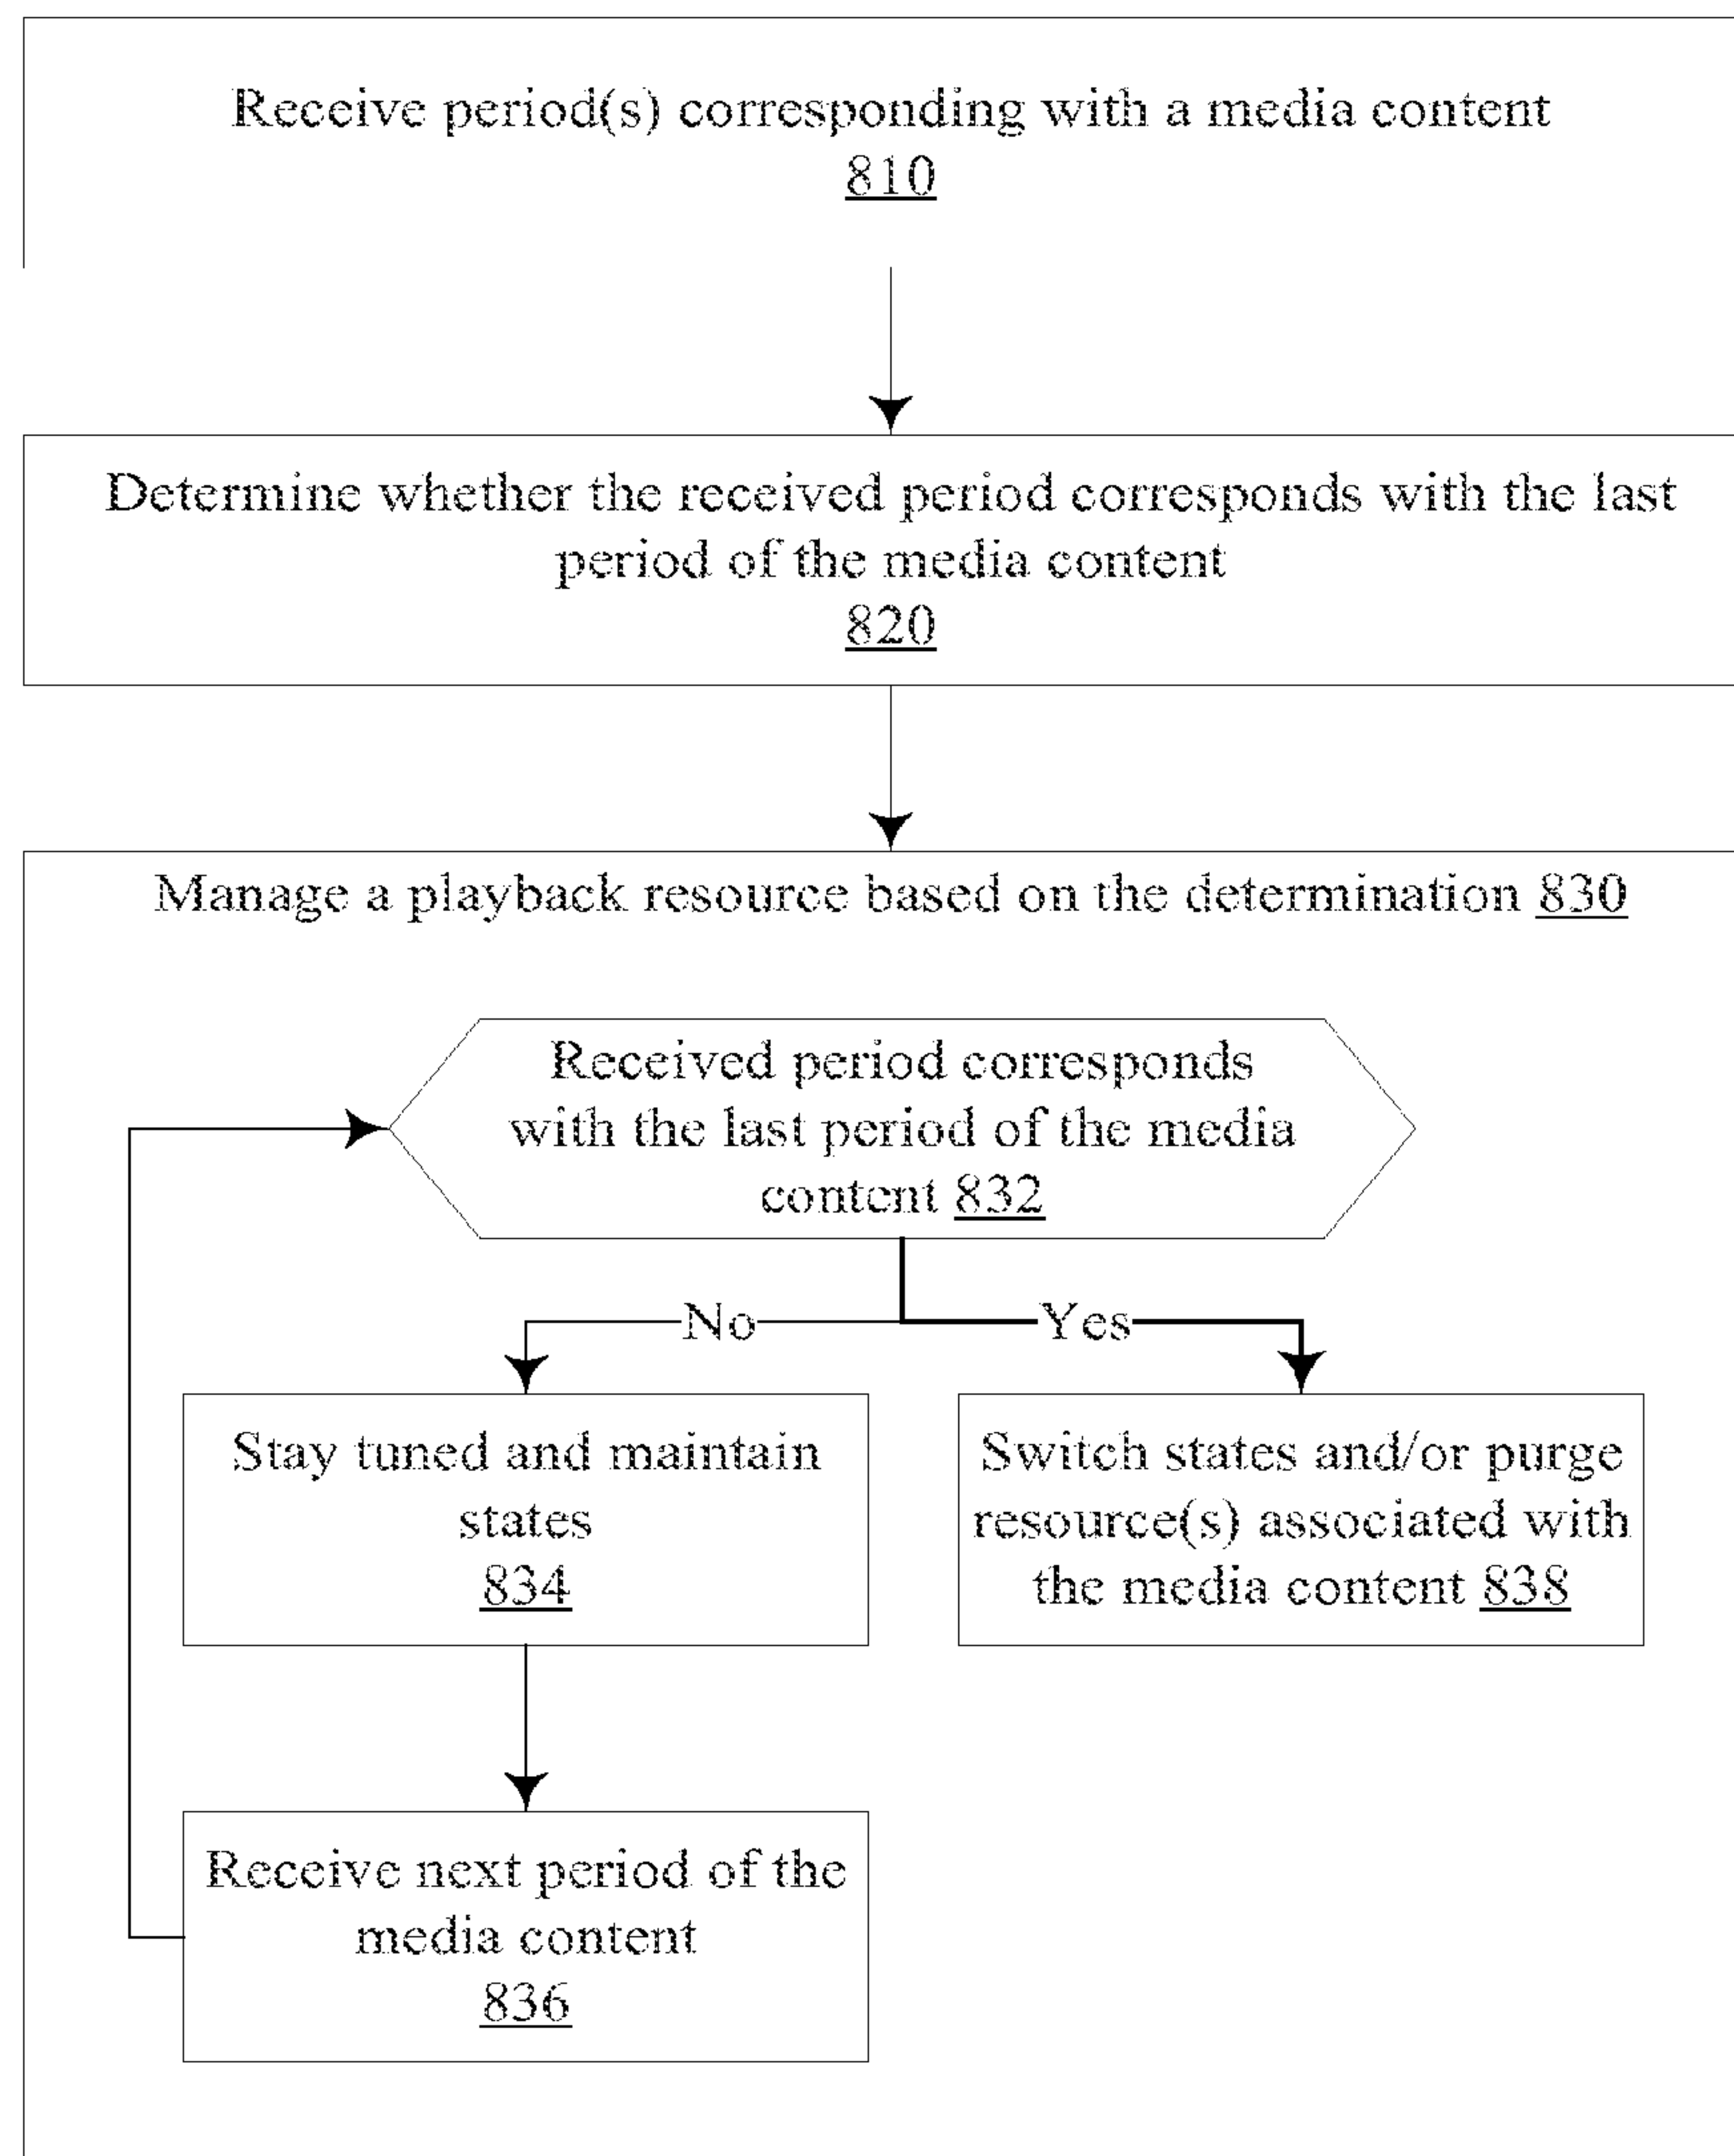 Receive period(s) corresponding with a media content
810
Determine whether the received period corresponds with the last
period of the media content
820
Manage a playback resource based on the determination 830
Received period corresponds
with the last period of the media
content 832
No
Yes
Stay tuned and maintain
states
834
Switch states and/or purge
resource(s) associated with
the media content 838
Receive next period of the
media content
836